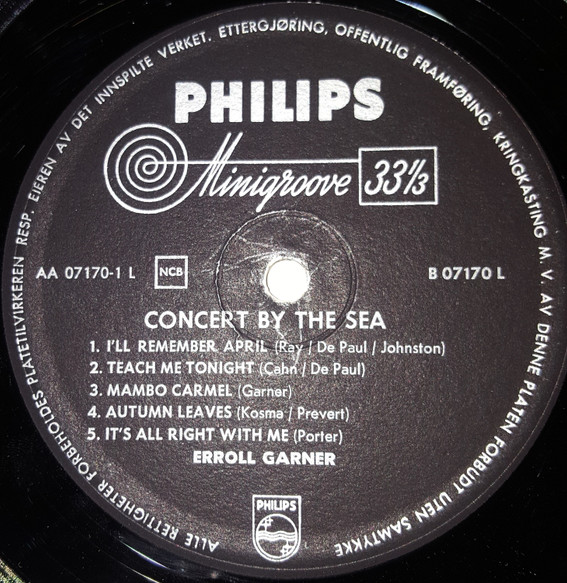 ALLE RETTIGHETER FORBEHOLDES PLATETILVIRKEREN RESP. EIEREN AV DET INNSPILTE VERKET. ETTERGJØRING, OFFENTLIG FRAMFØRING, KRINGKASTING M. V. AV DENNE PLATEN FORBUDT UTEN SAMTYKKE
PHILIPS
Minigroove 33⅓
AA 07170-1 L NCB B 07170 L
CONCERT BY THE SEA
1. I'LL REMEMBER APRIL (Ray / De Paul / Johnston)
2. TEACH ME TONIGHT (Cahn / De Paul)
3. MAMBO CARMEL (Garner)
4. AUTUMN LEAVES (Kosma / Prevert)
5. IT'S ALL RIGHT WITH ME (Porter)
ERROLL GARNER
PHILIPS